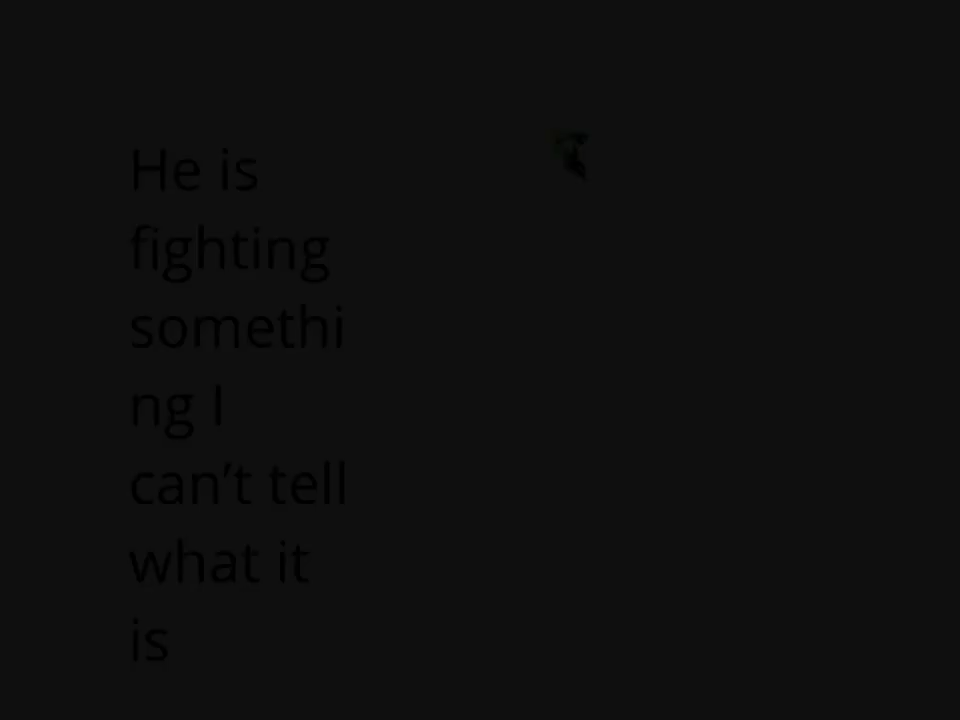 He is
fighting
somethi
ng I
can’t tell
what it
is